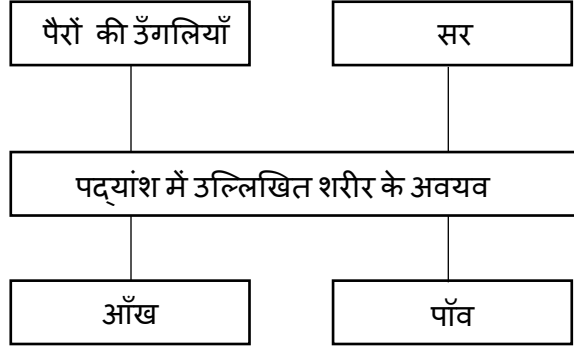 पैरों की उँगलियाँ
सर
पद्यांश में उल्लिखित शरीर के अवयव
आँख
पॉव